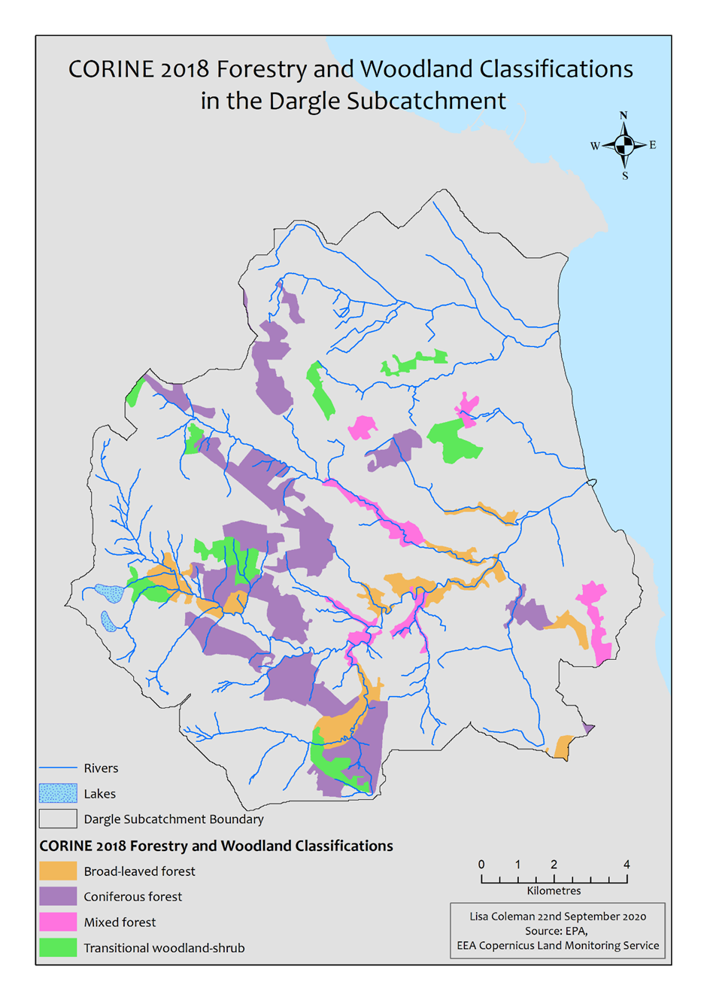 CORINE 2018 Forestry and Woodland Classifications
in the Dargle Subcatchment
N
W E
S
Rivers
Lakes
Dargle Subcatchment Boundary
CORINE 2018 Forestry and Woodland Classifications
Broad-leaved forest
Coniferous forest
Mixed forest
Transitional woodland-shrub
0 1 2 4
Kilometres
Lisa Coleman 22nd September 2020
Source: EPA,
EEA Copernicus Land Monitoring Service